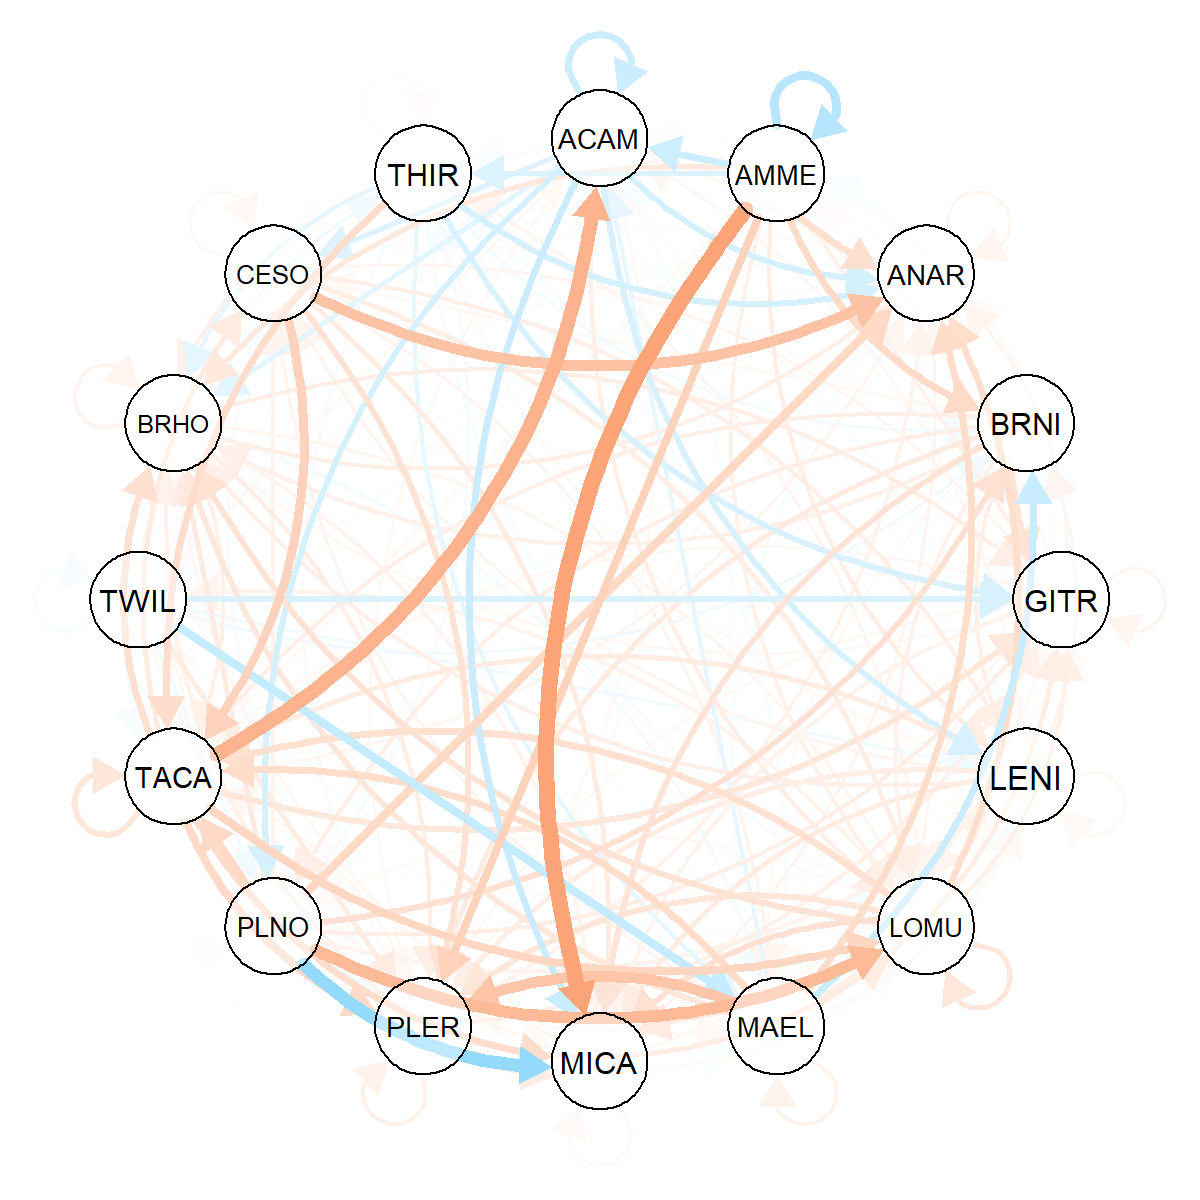 ACAM
THIR
AMME
CESO
ANAR
BRHO
BRNI
TWIL
GITR
TACA
LENI
PLNO
LOMU
PLER
MAEL
MICA